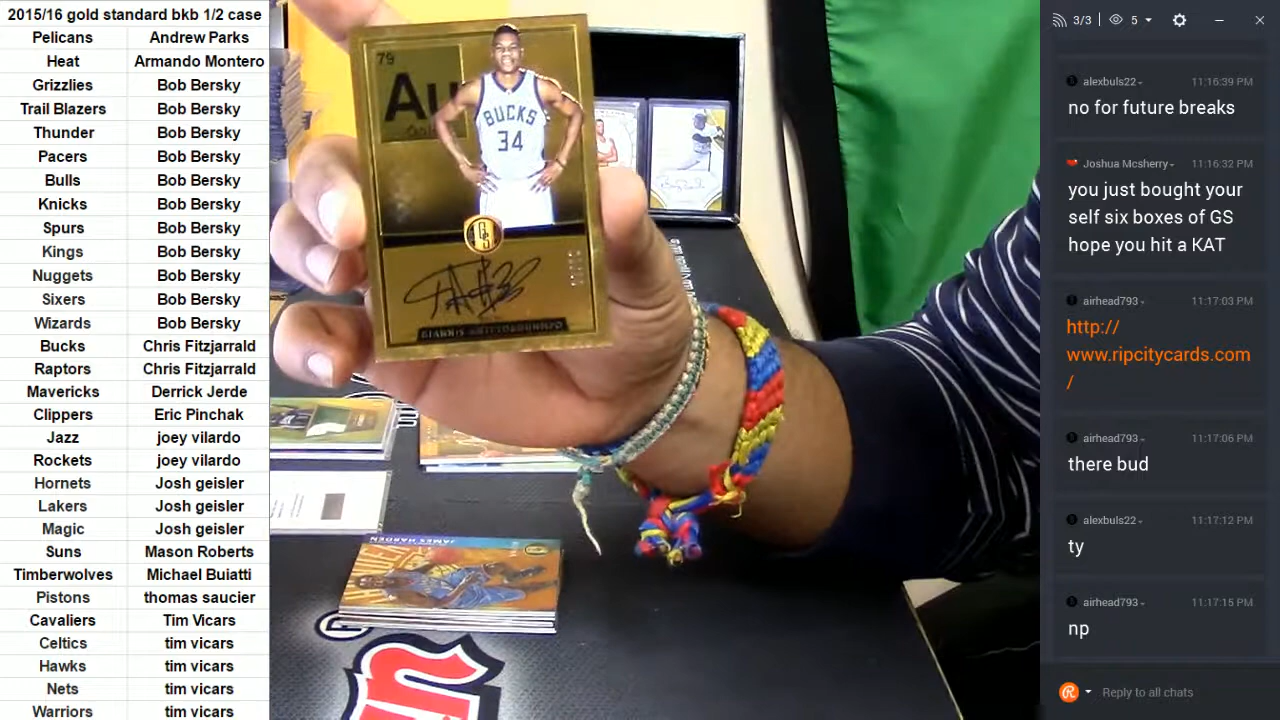 2015/16 gold standard bkb 1/2 case
Pelicans Andrew Parks
Heat Armando Montero
Grizzlies Bob Bersky
Trail Blazers Bob Bersky
Thunder Bob Bersky
Pacers Bob Bersky
Bulls Bob Bersky
Knicks Bob Bersky
Spurs Bob Bersky
Kings Bob Bersky
Nuggets Bob Bersky
Sixers Bob Bersky
Wizards Bob Bersky
Bucks Chris Fitzjarrald
Raptors Chris Fitzjarrald
Mavericks Derrick Jerde
Clippers Eric Pinchak
Jazz joey vilardo
Rockets joey vilardo
Hornets Josh geisler
Lakers Josh geisler
Magic Josh geisler
Suns Mason Roberts
Timberwolves Michael Buiatti
Pistons thomas saucier
Cavaliers Tim Vicars
Celtics tim vicars
Hawks tim vicars
Nets tim vicars
Warriors tim vicars
79
Au
Gold
BUCKS
34
GIANNIS ANTETOKOUNMPO
JAMES HARDEN
3/3 5
alexbuls22 11:16:39 PM
no for future breaks
Joshua Mcsherry 11:16:32 PM
you just bought your
self six boxes of GS
hope you hit a KAT
airhead793 11:17:03 PM
http://
www.ripcitycards.com
/
airhead793 11:17:06 PM
there bud
alexbuls22 11:17:12 PM
ty
airhead793 11:17:15 PM
np
Reply to all chats